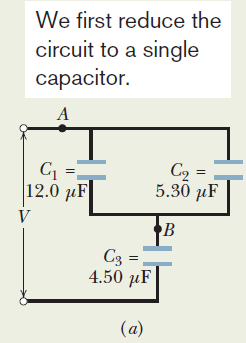 We first reduce the
circuit to a single
capacitor.
A
C₁ =
12.0 μF
C₂ =
5.30 μF
V
B
C₃ =
4.50 μF
(a)